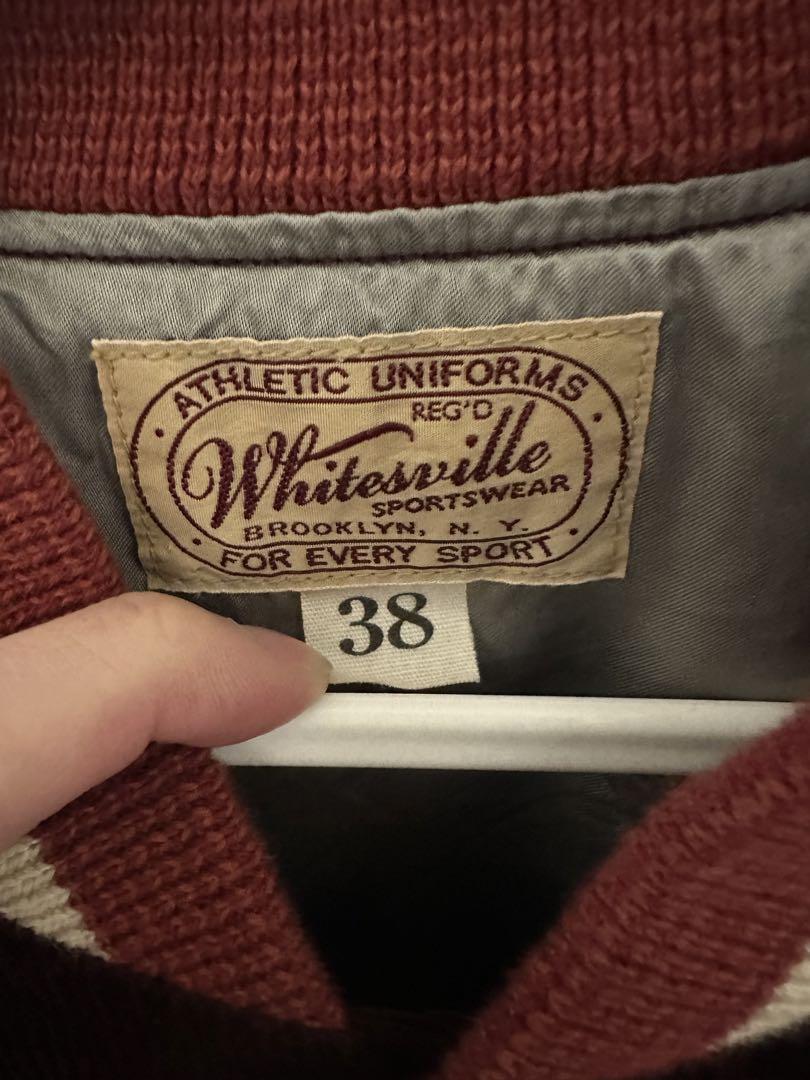 ATHLETIC UNIFORMS
REG'D
Whitesville
SPORTSWEAR
BROOKLYN, N. Y.
FOR EVERY SPORT
38